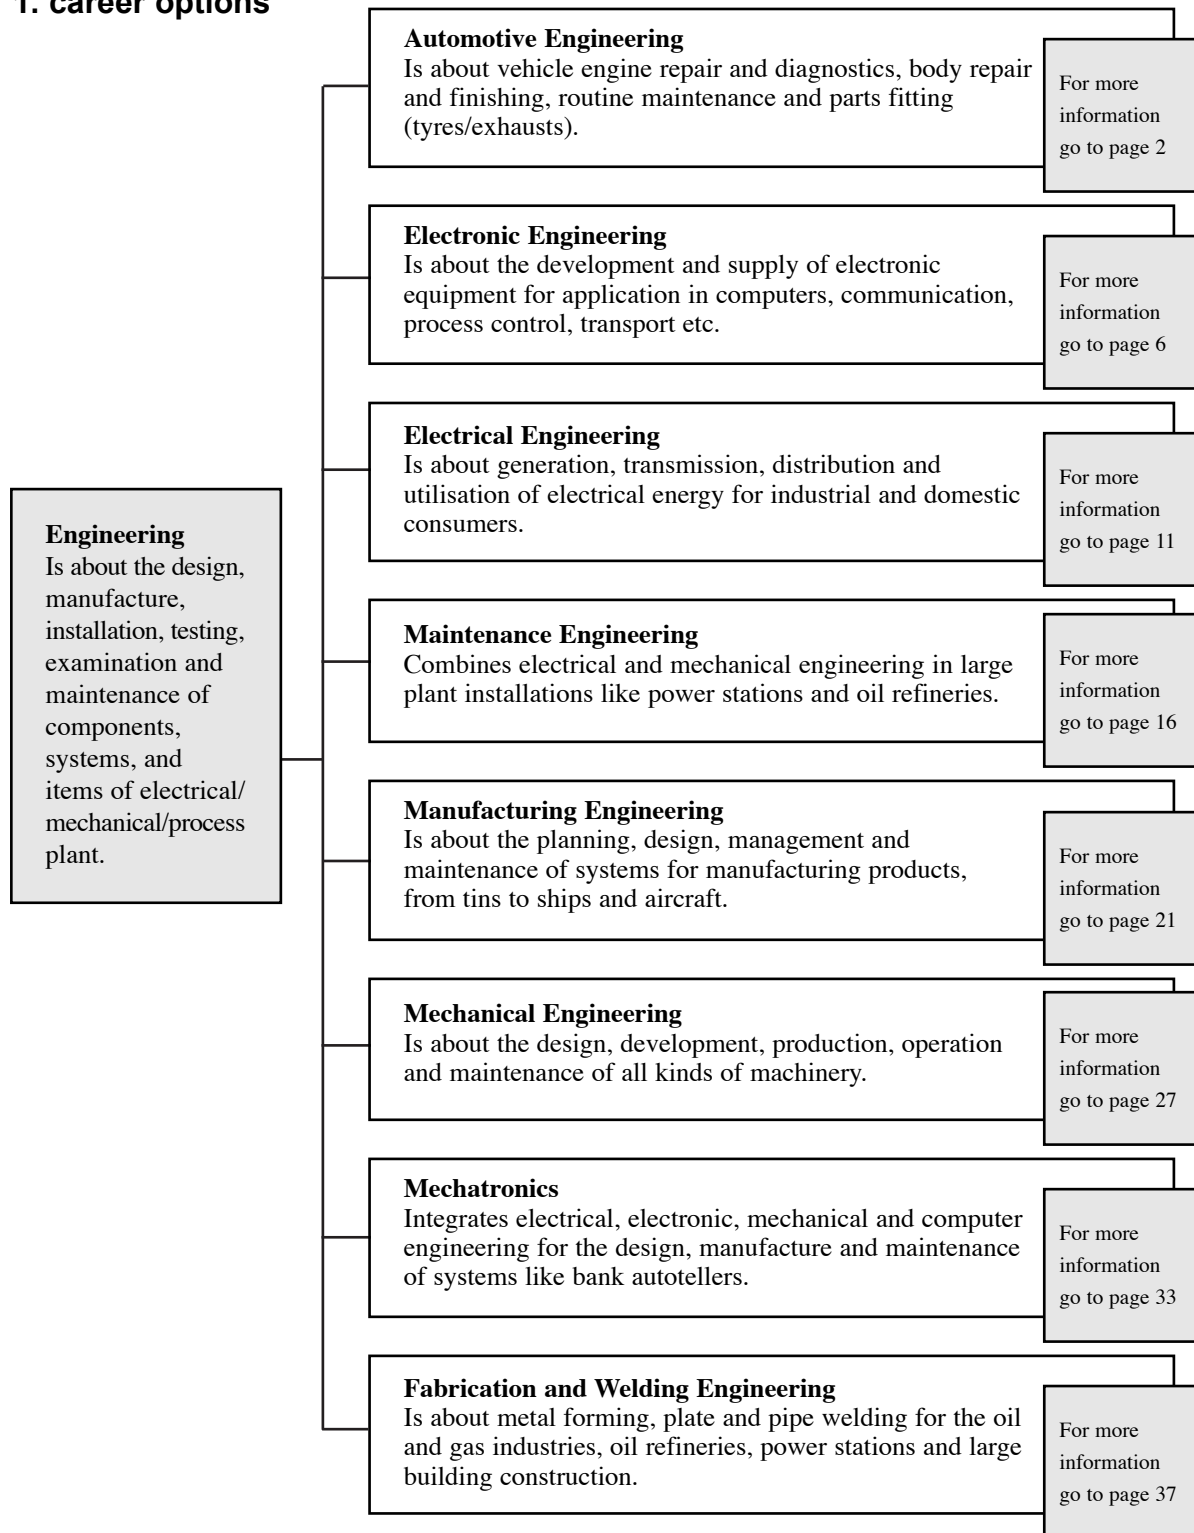 1. career options
Automotive Engineering
Is about vehicle engine repair and diagnostics, body repair
and finishing, routine maintenance and parts fitting
(tyres/exhausts).
For more
information
go to page 2
Electronic Engineering
Is about the development and supply of electronic
equipment for application in computers, communication,
process control, transport etc.
For more
information
go to page 6
Electrical Engineering
Is about generation, transmission, distribution and
utilisation of electrical energy for industrial and domestic
consumers.
For more
information
go to page 11
Engineering
Is about the design,
manufacture,
installation, testing,
examination and
maintenance of
components,
systems, and
items of electrical/
mechanical/process
plant.
Maintenance Engineering
Combines electrical and mechanical engineering in large
plant installations like power stations and oil refineries.
For more
information
go to page 16
Manufacturing Engineering
Is about the planning, design, management and
maintenance of systems for manufacturing products,
from tins to ships and aircraft.
For more
information
go to page 21
Mechanical Engineering
Is about the design, development, production, operation
and maintenance of all kinds of machinery.
For more
information
go to page 27
Mechatronics
Integrates electrical, electronic, mechanical and computer
engineering for the design, manufacture and maintenance
of systems like bank autotellers.
For more
information
go to page 33
Fabrication and Welding Engineering
Is about metal forming, plate and pipe welding for the oil
and gas industries, oil refineries, power stations and large
building construction.
For more
information
go to page 37